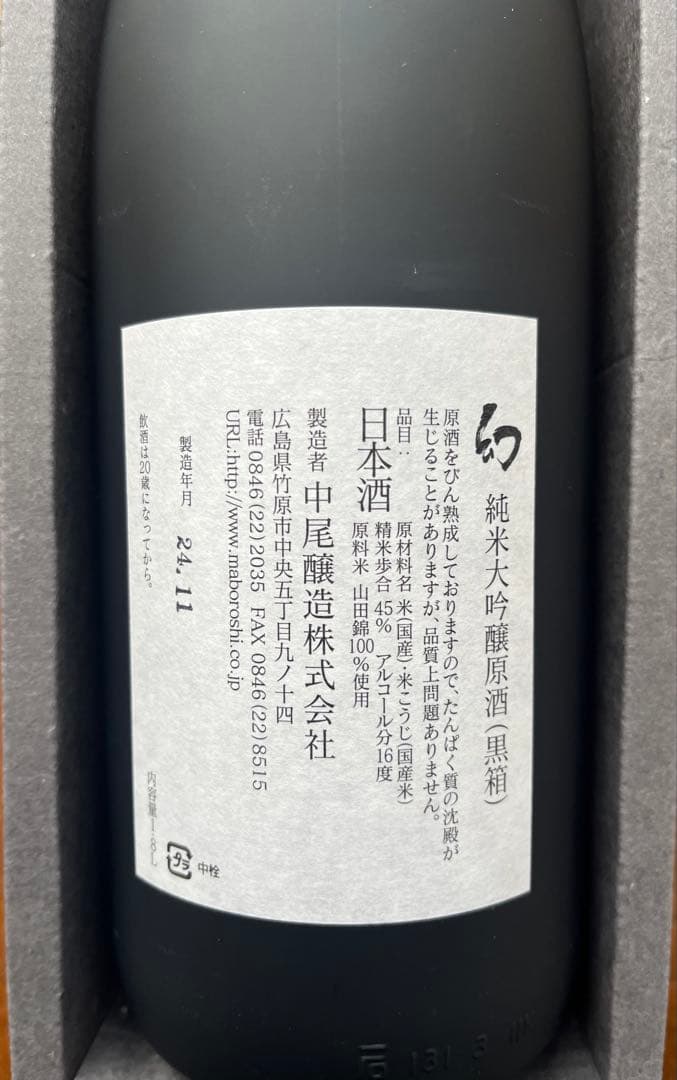 幻 純米大吟醸原酒(黒箱)
原酒をびん熟成しておりますので、たんぱく質の沈殿が
生じることがありますが、品質上問題ありません。
品目:
日本酒
原材料名 米(国産)・米こうじ(国産米)
精米歩合 45% アルコール分16度
原料米 山田錦100%使用
製造者 中尾醸造株式会社
広島県竹原市中央五丁目九ノ十四
電話 0846(22)2035 FAX 0846(22)8515
URL:http://www.maboroshi.co.jp
製造年月 24.11
飲酒は20歳になってから。
内容量1.8L
プラ 中栓
131 3